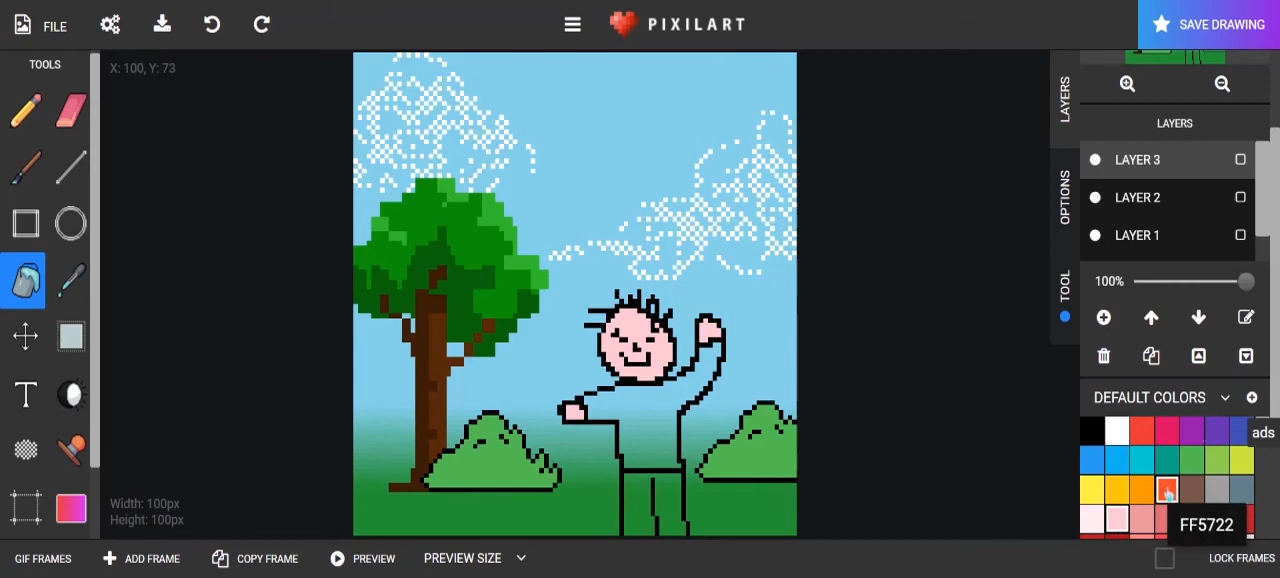 FILE
PIXILART
SAVE DRAWING
TOOLS
X: 100, Y: 73
LAYERS
OPTIONS
TOOL
LAYERS
LAYER 3
LAYER 2
LAYER 1
100%
DEFAULT COLORS
ads
FF5722
Width: 100px
Height: 100px
T
GIF FRAMES
ADD FRAME
COPY FRAME
PREVIEW
PREVIEW SIZE
LOCK FRAMES